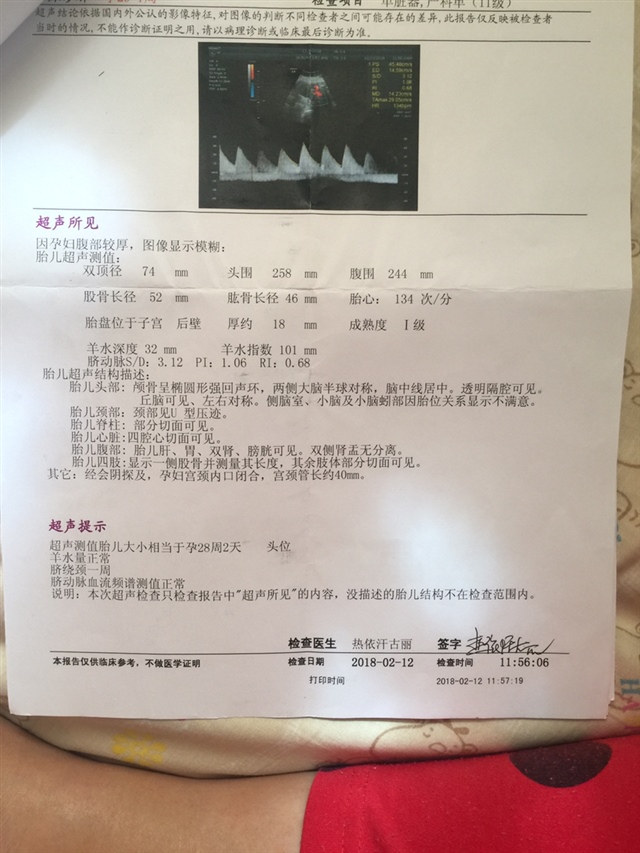 检查项目 单脏器,产科单（II级）
超声结论依据国内外公认的影像特征,对图像的判断不同检查者之间可能存在的差异,此报告仅反映被检查者
当时的情况,不能作诊断证明之用,请以病理诊断或临床最后诊断为准。
超声所见
因孕妇腹部较厚，图像显示模糊：
胎儿超声测值：
双顶径 74 mm 头围 258 mm 腹围 244 mm
股骨长径 52 mm 肱骨长径 46 mm 胎心： 134 次/分
胎盘位于子宫 后壁 厚约 18 mm 成熟度 Ⅰ级
羊水深度 32 mm 羊水指数 101 mm
脐动脉S/D：3.12 PI：1.06 RI：0.68
胎儿超声结构描述：
胎儿头部：颅骨呈椭圆形强回声环，两侧大脑半球对称，脑中线居中。透明隔腔可见。
丘脑可见、左右对称。侧脑室、小脑及小脑蚓部因胎位关系显示不满意。
胎儿颈部：颈部见U 型压迹。
胎儿脊柱：部分切面可见。
胎儿心脏：四腔心切面可见。
胎儿腹部：胎儿肝、胃、双肾、膀胱可见。双侧肾盂无分离。
胎儿四肢：显示一侧股骨并测量其长度，其余肢体部分切面可见。
其它：经会阴探及，孕妇宫颈内口闭合，宫颈管长约40mm。
超声提示
超声测值胎儿大小相当于孕28周2天 头位
羊水量正常
脐绕颈一周
脐动脉血流频谱测值正常
说明：本次超声检查只检查报告中"超声所见"的内容，没描述的胎儿结构不在检查范围内。
检查医生 热依汗古丽 签字
本报告仅供临床参考，不做医学证明 检查日期 2018-02-12 检查时间 11:56:06
打印时间 2018-02-12 11:57:19